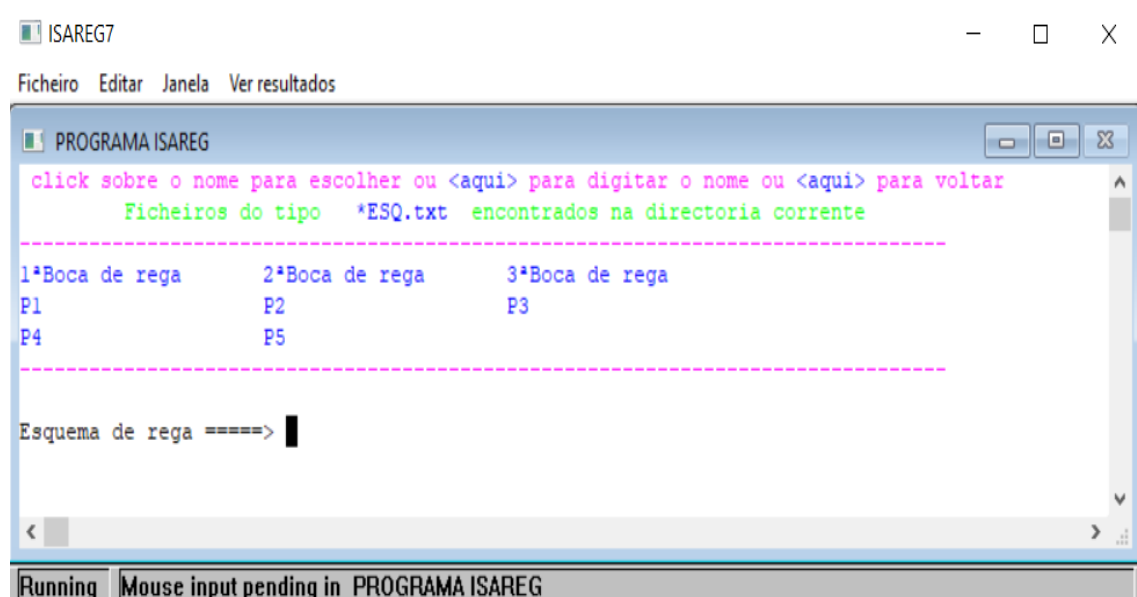 ISAREG7
Ficheiro Editar Janela Ver resultados
PROGRAMA ISAREG
click sobre o nome para escolher ou <aqui> para digitar o nome ou <aqui> para voltar
Ficheiros do tipo *ESQ.txt encontrados na directoria corrente
--------------------------------------------------------------------------------
1ªBoca de rega 2ªBoca de rega 3ªBoca de rega
P1 P2 P3
P4 P5
--------------------------------------------------------------------------------
Esquema de rega =====>
Running Mouse input pending in PROGRAMA ISAREG